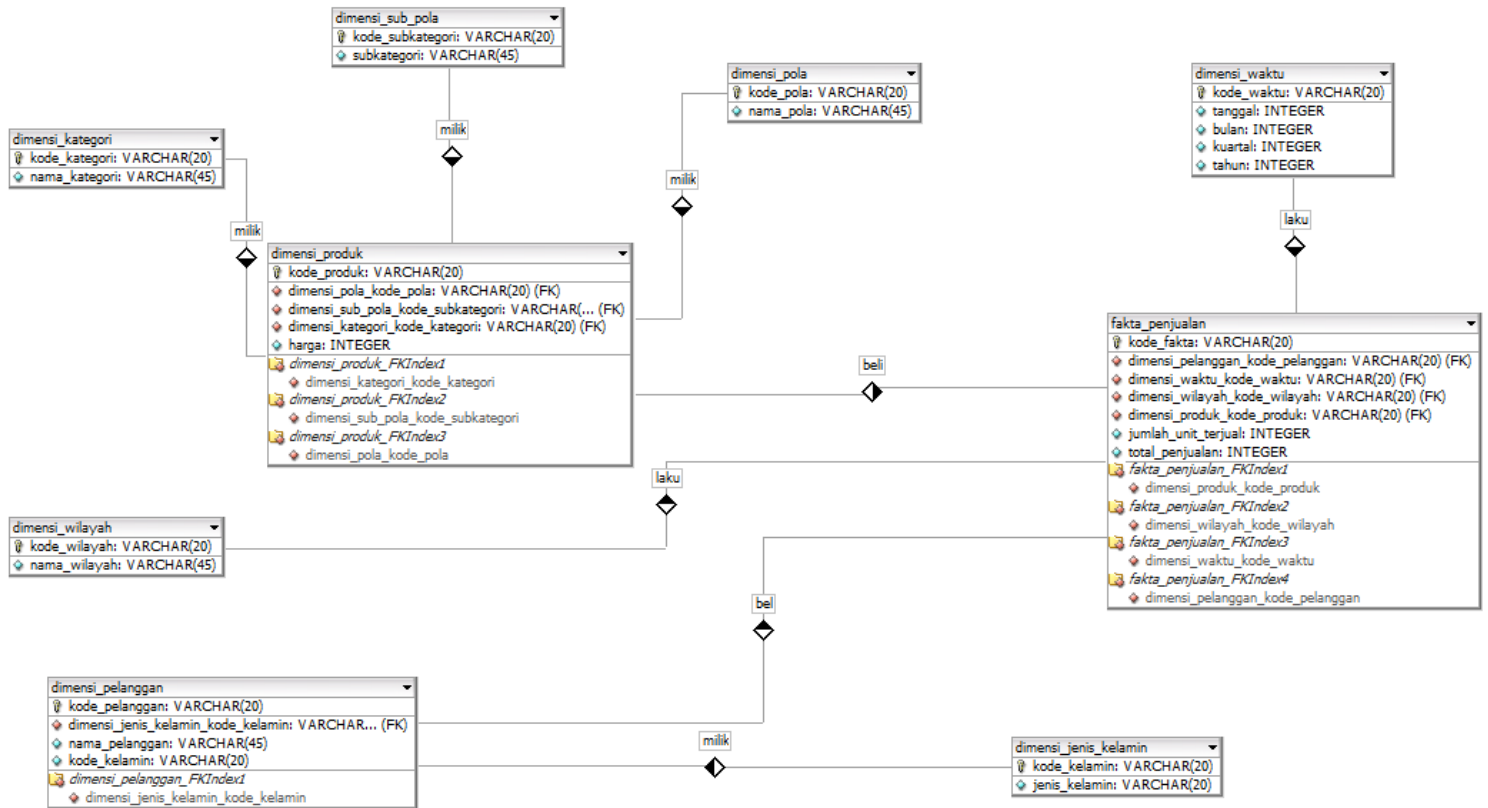 dimensi_sub_pola
kode_subkategori: VARCHAR(20)
subkategori: VARCHAR(45)
milik
dimensi_pola
kode_pola: VARCHAR(20)
nama_pola: VARCHAR(45)
milik
dimensi_waktu
kode_waktu: VARCHAR(20)
tanggal: INTEGER
bulan: INTEGER
kuartal: INTEGER
tahun: INTEGER
laku
dimensi_kategori
kode_kategori: VARCHAR(20)
nama_kategori: VARCHAR(45)
milik
dimensi_produk
kode_produk: VARCHAR(20)
dimensi_pola_kode_pola: VARCHAR(20) (FK)
dimensi_sub_pola_kode_subkategori: VARCHAR(... (FK)
dimensi_kategori_kode_kategori: VARCHAR(20) (FK)
harga: INTEGER
dimensi_produk_FKIndex1
dimensi_kategori_kode_kategori
dimensi_produk_FKIndex2
dimensi_sub_pola_kode_subkategori
dimensi_produk_FKIndex3
dimensi_pola_kode_pola
beli
fakta_penjualan
kode_fakta: VARCHAR(20)
dimensi_pelanggan_kode_pelanggan: VARCHAR(20) (FK)
dimensi_waktu_kode_waktu: VARCHAR(20) (FK)
dimensi_wilayah_kode_wilayah: VARCHAR(20) (FK)
dimensi_produk_kode_produk: VARCHAR(20) (FK)
jumlah_unit_terjual: INTEGER
total_penjualan: INTEGER
fakta_penjualan_FKIndex1
dimensi_produk_kode_produk
fakta_penjualan_FKIndex2
dimensi_wilayah_kode_wilayah
fakta_penjualan_FKIndex3
dimensi_waktu_kode_waktu
fakta_penjualan_FKIndex4
dimensi_pelanggan_kode_pelanggan
laku
dimensi_wilayah
kode_wilayah: VARCHAR(20)
nama_wilayah: VARCHAR(45)
bel
dimensi_pelanggan
kode_pelanggan: VARCHAR(20)
dimensi_jenis_kelamin_kode_kelamin: VARCHAR... (FK)
nama_pelanggan: VARCHAR(45)
kode_kelamin: VARCHAR(20)
dimensi_pelanggan_FKIndex1
dimensi_jenis_kelamin_kode_kelamin
milik
dimensi_jenis_kelamin
kode_kelamin: VARCHAR(20)
jenis_kelamin: VARCHAR(20)